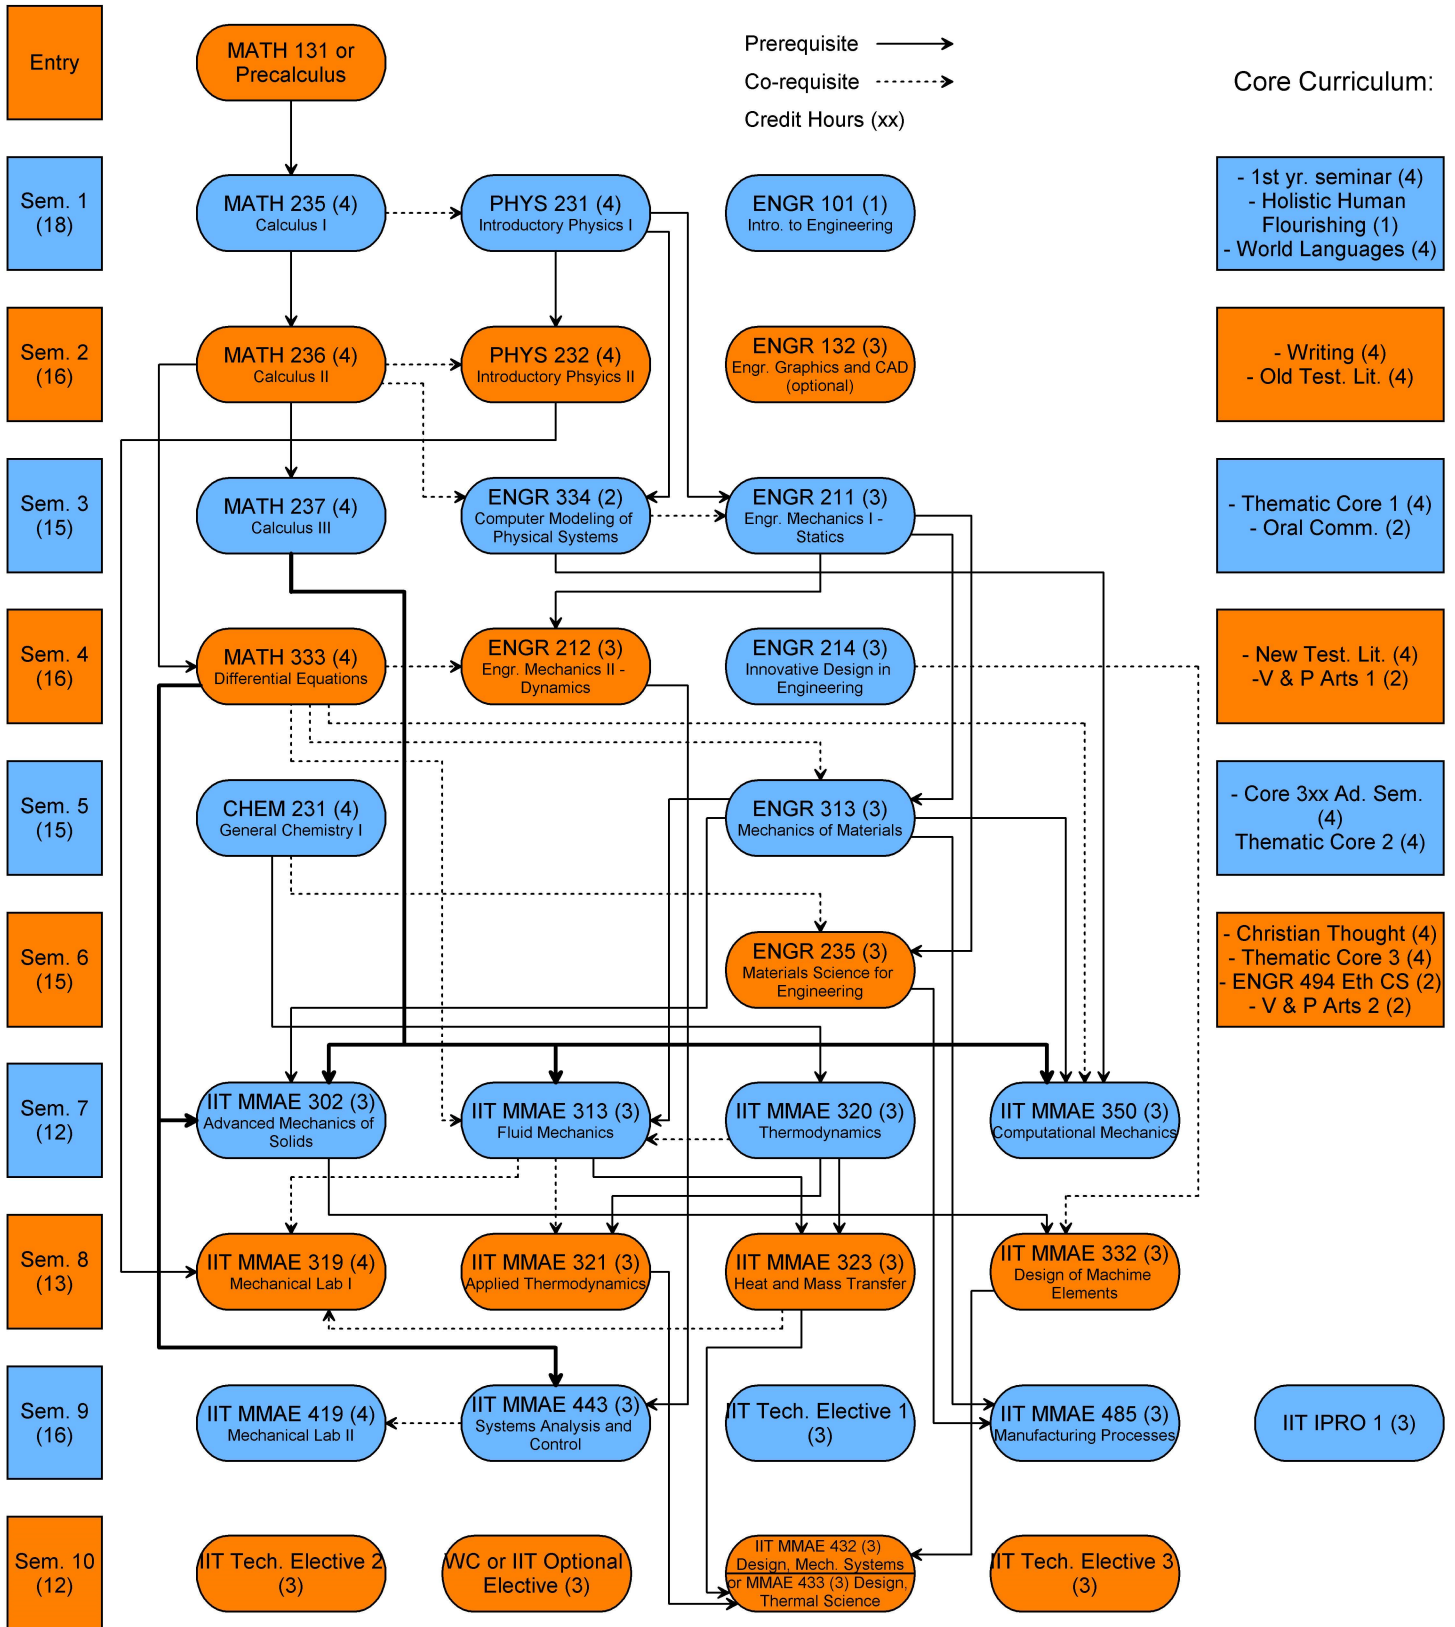 Entry
MATH 131 or
Precalculus
Prerequisite
Co-requisite
Credit Hours (xx)
Core Curriculum:
Sem. 1
(18)
MATH 235 (4)
Calculus I
PHYS 231 (4)
Introductory Physics I
ENGR 101 (1)
Intro. to Engineering
- 1st yr. seminar (4)
- Holistic Human
Flourishing (1)
- World Languages (4)
Sem. 2
(16)
MATH 236 (4)
Calculus II
PHYS 232 (4)
Introductory Phsyics II
ENGR 132 (3)
Engr. Graphics and CAD
(optional)
- Writing (4)
- Old Test. Lit. (4)
Sem. 3
(15)
MATH 237 (4)
Calculus III
ENGR 334 (2)
Computer Modeling of
Physical Systems
ENGR 211 (3)
Engr. Mechanics I -
Statics
- Thematic Core 1 (4)
- Oral Comm. (2)
Sem. 4
(16)
MATH 333 (4)
Differential Equations
ENGR 212 (3)
Engr. Mechanics II -
Dynamics
ENGR 214 (3)
Innovative Design in
Engineering
- New Test. Lit. (4)
-V & P Arts 1 (2)
Sem. 5
(15)
CHEM 231 (4)
General Chemistry I
ENGR 313 (3)
Mechanics of Materials
- Core 3xx Ad. Sem.
(4)
Thematic Core 2 (4)
Sem. 6
(15)
ENGR 235 (3)
Materials Science for
Engineering
- Christian Thought (4)
- Thematic Core 3 (4)
- ENGR 494 Eth CS (2)
- V & P Arts 2 (2)
Sem. 7
(12)
IIT MMAE 302 (3)
Advanced Mechanics of
Solids
IIT MMAE 313 (3)
Fluid Mechanics
IIT MMAE 320 (3)
Thermodynamics
IIT MMAE 350 (3)
Computational Mechanics
Sem. 8
(13)
IIT MMAE 319 (4)
Mechanical Lab I
IIT MMAE 321 (3)
Applied Thermodynamics
IIT MMAE 323 (3)
Heat and Mass Transfer
IIT MMAE 332 (3)
Design of Machime
Elements
Sem. 9
(16)
IIT MMAE 419 (4)
Mechanical Lab II
IIT MMAE 443 (3)
Systems Analysis and
Control
IIT Tech. Elective 1
(3)
IIT MMAE 485 (3)
Manufacturing Processes
IIT IPRO 1 (3)
Sem. 10
(12)
IIT Tech. Elective 2
(3)
WC or IIT Optional
Elective (3)
IIT MMAE 432 (3)
Design, Mech. Systems
or MMAE 433 (3) Design,
Thermal Science
IIT Tech. Elective 3
(3)